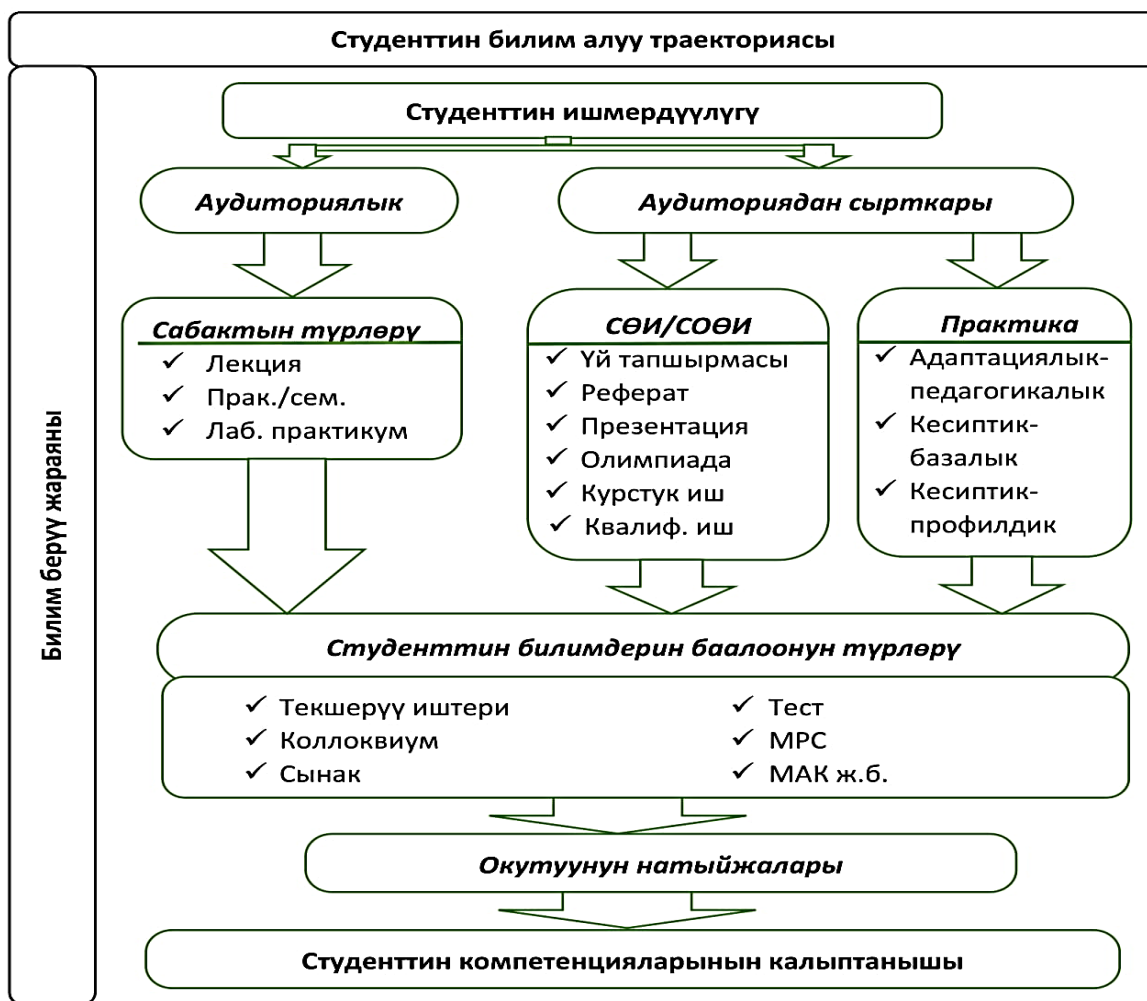 Студенттин билим алуу траекториясы
Билим берүү жараяны
Студенттин ишмердүүлүгү
Аудиториялык
Аудиториядан сырткары
Сабактын түрлөрү
✓ Лекция
✓ Прак./сем.
✓ Лаб. практикум
СӨИ/СОӨИ
✓ Үй тапшырмасы
✓ Реферат
✓ Презентация
✓ Олимпиада
✓ Курстук иш
✓ Квалиф. иш
Практика
✓ Адаптациялык-
педагогикалык
✓ Кесиптик-
базалык
✓ Кесиптик-
профилдик
Студенттин билимдерин баалоонун түрлөрү
✓ Текшерүү иштери
✓ Коллоквиум
✓ Сынак
✓ Тест
✓ МРС
✓ МАК ж.б.
Окутуунун натыйжалары
Студенттин компетенцияларынын калыптанышы